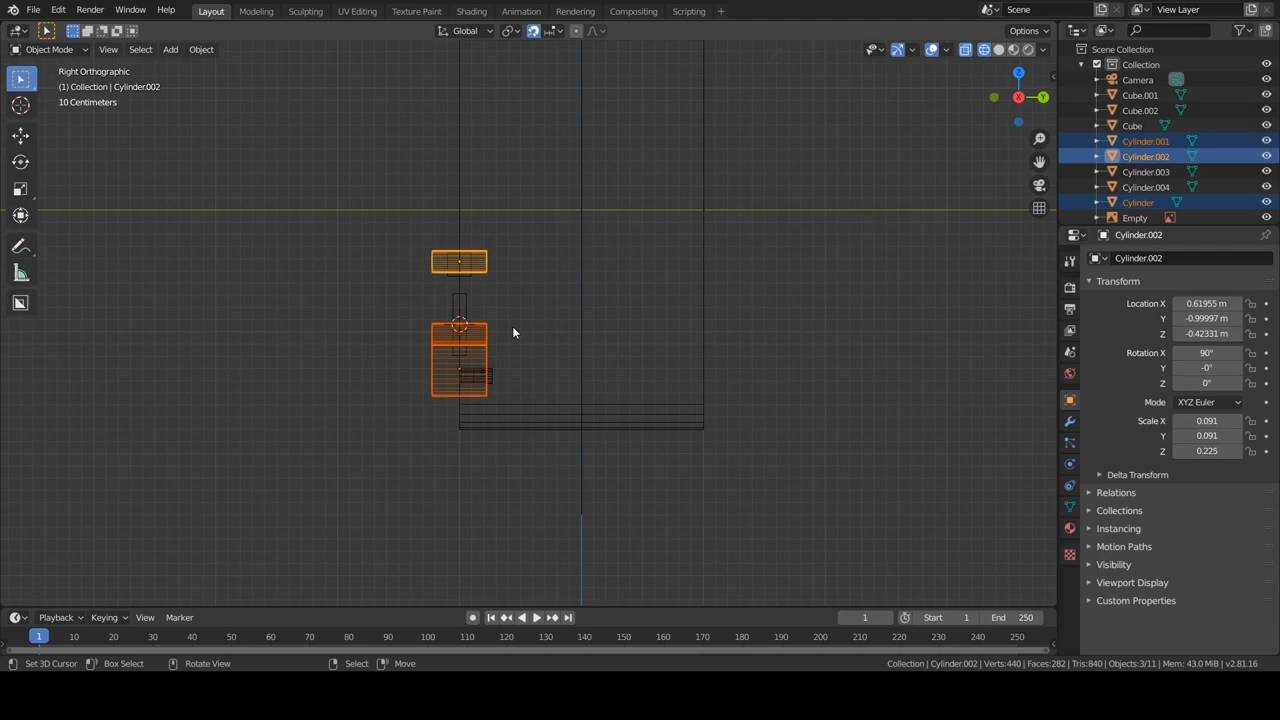 File Edit Render Window Help Layout Modeling Sculpting UV Editing Texture Paint Shading Animation Rendering Compositing Scripting + Scene View Layer
Global Options
Object Mode View Select Add Object
Right Orthographic
(1) Collection | Cylinder.002
10 Centimeters
Z
X Y
Scene Collection
Collection
Camera
Cube.001
Cube.002
Cube
Cylinder.001
Cylinder.002
Cylinder.003
Cylinder.004
Cylinder
Empty
Cylinder.002
Cylinder.002
Transform
Location X 0.61955 m
Y -0.99997 m
Z -0.42331 m
Rotation X 90°
Y -0°
Z 0°
Mode XYZ Euler
Scale X 0.091
Y 0.091
Z 0.225
Delta Transform
Relations
Collections
Instancing
Motion Paths
Visibility
Viewport Display
Custom Properties
Playback Keying View Marker 1 Start 1 End 250
1 10 20 30 40 50 60 70 80 90 100 110 120 130 140 150 160 170 180 190 200 210 220 230 240 250
Set 3D Cursor Box Select Rotate View Select Move Collection | Cylinder.002 | Verts:440 | Faces:282 | Tris:840 | Objects:3/11 | Mem: 43.0 MiB | v2.81.16